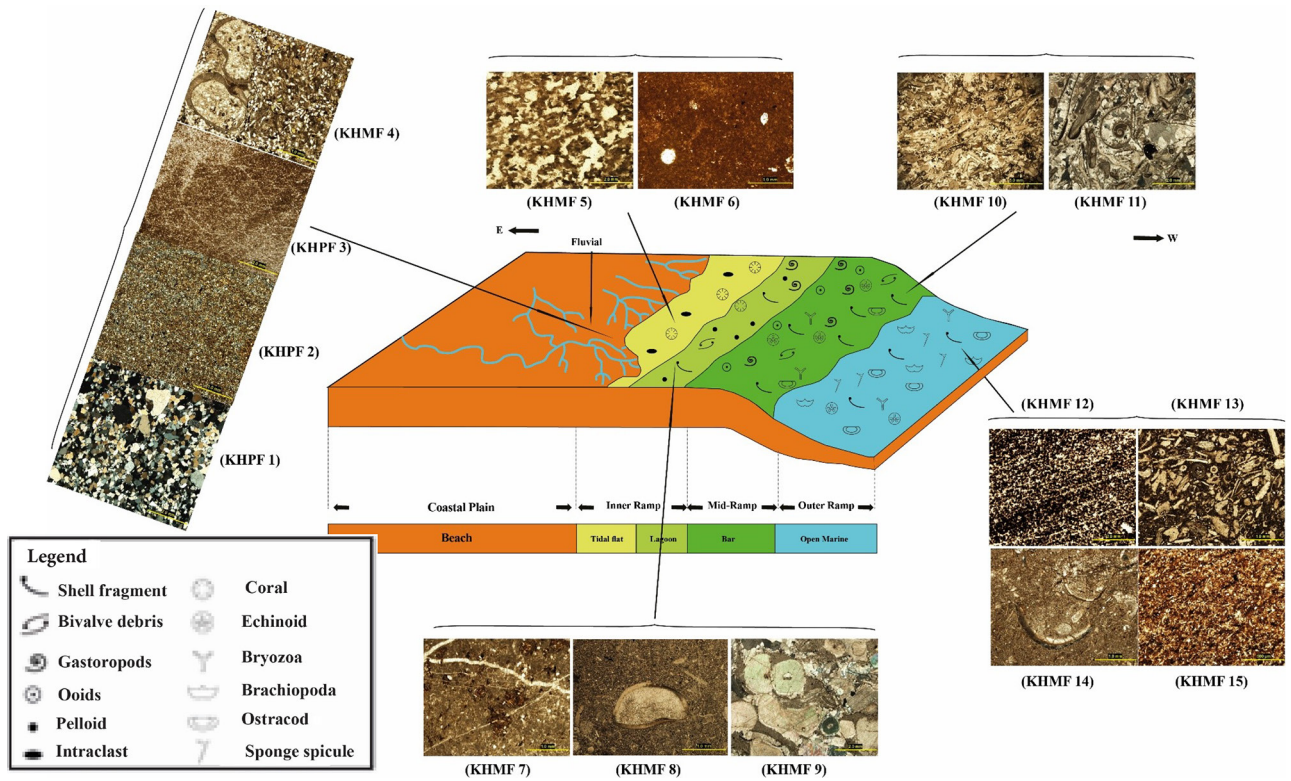 (KHMF 4)
(KHPF 3)
(KHPF 2)
(KHPF 1)
(KHMF 5)
(KHMF 6)
(KHMF 10)
(KHMF 11)
E
W
Fluvial
(KHMF 12)
(KHMF 13)
(KHMF 14)
(KHMF 15)
Coastal Plain
Inner Ramp
Mid-Ramp
Outer Ramp
Beach
Tidal flat
Lagoon
Bar
Open Marine
(KHMF 7)
(KHMF 8)
(KHMF 9)
Legend
Shell fragment
Bivalve debris
Gastoropods
Ooids
Pelloid
Intraclast
Coral
Echinoid
Bryozoa
Brachiopoda
Ostracod
Sponge spicule